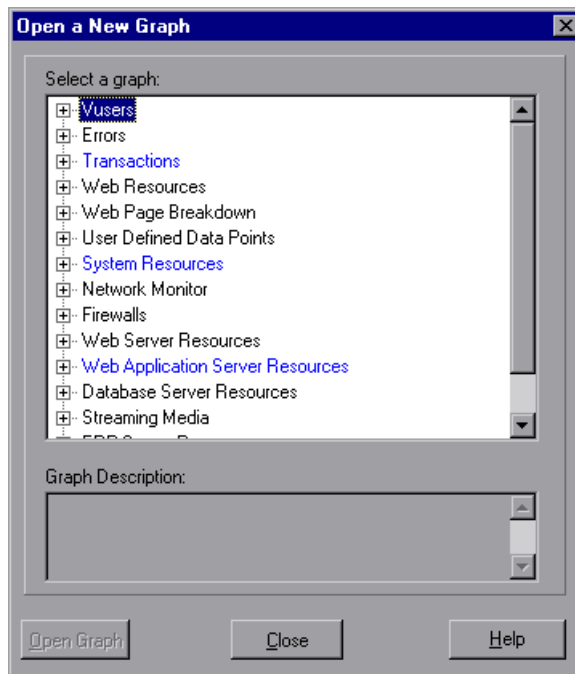 Open a New Graph
Select a graph:
Vusers
Errors
Transactions
Web Resources
Web Page Breakdown
User Defined Data Points
System Resources
Network Monitor
Firewalls
Web Server Resources
Web Application Server Resources
Database Server Resources
Streaming Media
Graph Description:
Open Graph
Close
Help